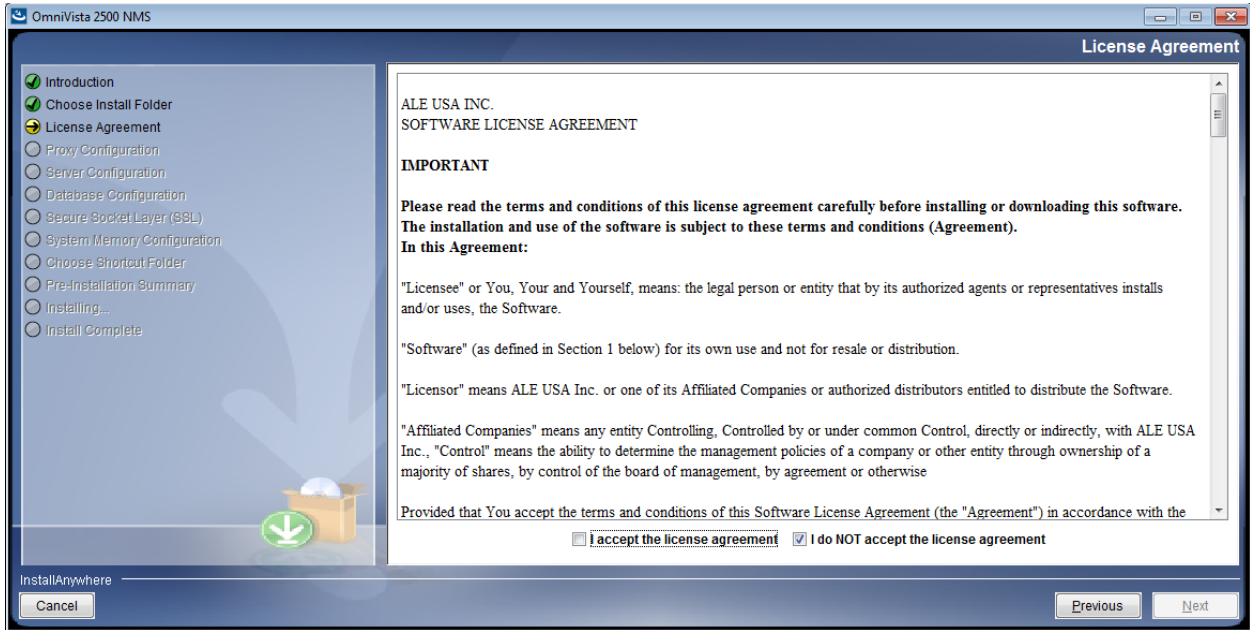 OmniVista 2500 NMS
License Agreement
Introduction
Choose Install Folder
License Agreement
Proxy Configuration
Server Configuration
Database Configuration
Secure Socket Layer (SSL)
System Memory Configuration
Choose Shortcut Folder
Pre-Installation Summary
Installing...
Install Complete
ALE USA INC.
SOFTWARE LICENSE AGREEMENT
IMPORTANT
Please read the terms and conditions of this license agreement carefully before installing or downloading this software.
The installation and use of the software is subject to these terms and conditions (Agreement).
In this Agreement:
"Licensee" or You, Your and Yourself, means: the legal person or entity that by its authorized agents or representatives installs
and/or uses, the Software.
"Software" (as defined in Section 1 below) for its own use and not for resale or distribution.
"Licensor" means ALE USA Inc. or one of its Affiliated Companies or authorized distributors entitled to distribute the Software.
"Affiliated Companies" means any entity Controlling, Controlled by or under common Control, directly or indirectly, with ALE USA
Inc., "Control" means the ability to determine the management policies of a company or other entity through ownership of a
majority of shares, by control of the board of management, by agreement or otherwise
Provided that You accept the terms and conditions of this Software License Agreement (the "Agreement") in accordance with the
I accept the license agreement I do NOT accept the license agreement
InstallAnywhere
Cancel Previous Next